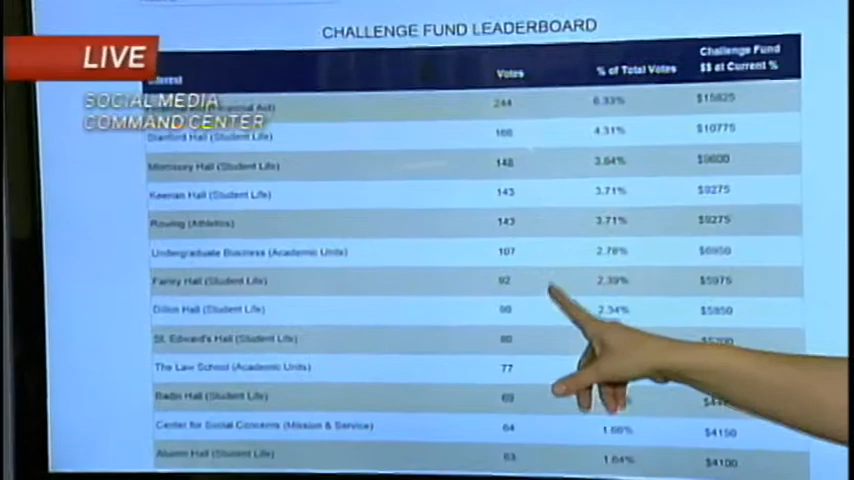 CHALLENGE FUND LEADERBOARD
LIVE
SOCIAL MEDIA
COMMAND CENTER
Interest Votes % of Total Votes Challenge Fund $$ at Current %
244 6.33% $15825
Stanford Hall (Student Life) 166 4.31% $10775
Morrissey Hall (Student Life) 148 3.84% $9600
Keenan Hall (Student Life) 143 3.71% $9275
Rowing (Athletics) 143 3.71% $9275
Undergraduate Business (Academic Units) 107 2.78% $6950
Farley Hall (Student Life) 92 2.39% $5975
Dillon Hall (Student Life) 90 2.34% $5850
St. Edward's Hall (Student Life) 80 $5200
The Law School (Academic Units) 77
Badin Hall (Student Life) 69
Center for Social Concerns (Mission & Service) 64 1.66% $4150
Alumni Hall (Student Life) 63 1.64% $4100